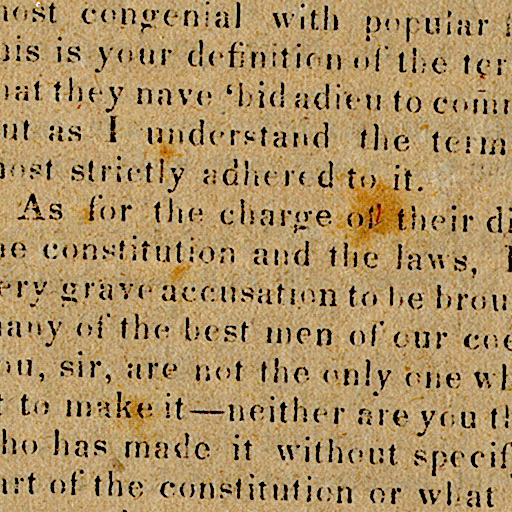 most congenial with popular
his is your definition of the ter
hat they have 'bid adieu to com
ut as I understand the term
most strictly adhered to it.
As for the charge of their di
he constitution and the laws,
ery grave accusation to be brou
many of the best men of our coe
ou, sir, are not the only one wh
t to make it—neither are you th
ho has made it without specif
art of the constitution or what